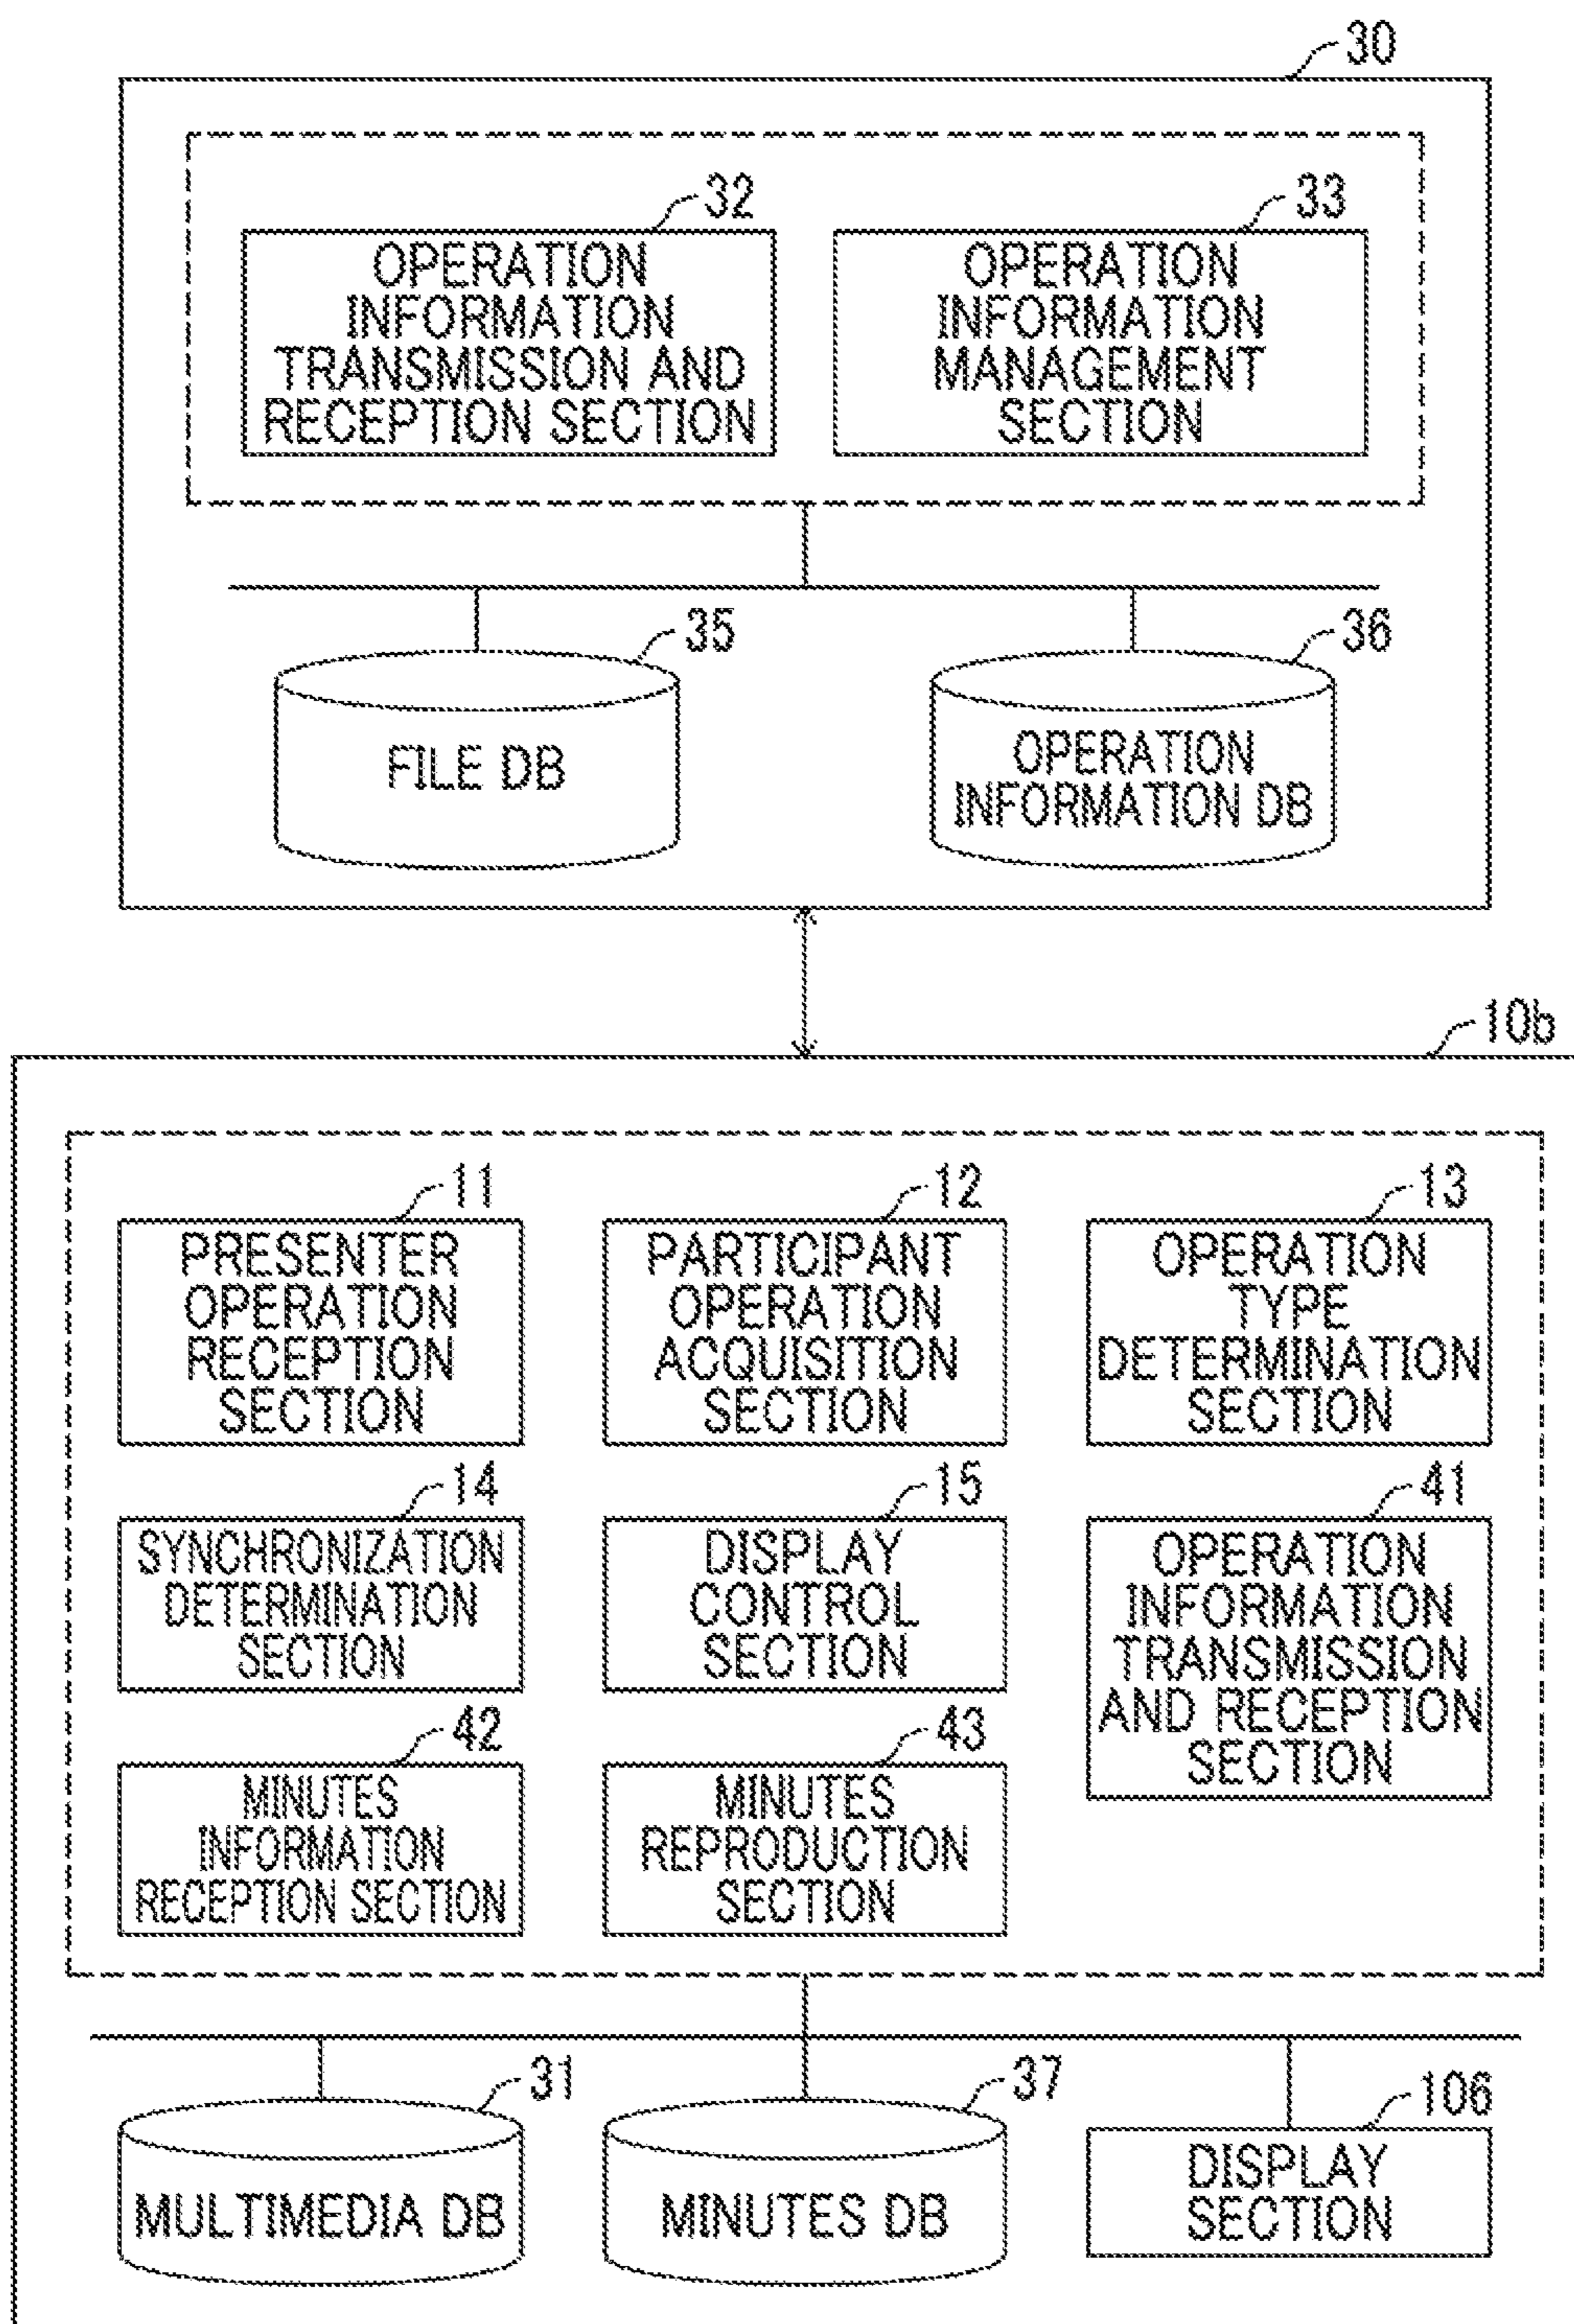 30
32
33
OPERATION
INFORMATION
TRANSMISSION AND
RECEPTION SECTION
OPERATION
INFORMATION
MANAGEMENT
SECTION
35
36
FILE DB
OPERATION
INFORMATION DB
10b
11
12
13
PRESENTER
OPERATION
RECEPTION
SECTION
PARTICIPANT
OPERATION
ACQUISITION
SECTION
OPERATION
TYPE
DETERMINATION
SECTION
14
15
41
SYNCHRONIZATION
DETERMINATION
SECTION
DISPLAY
CONTROL
SECTION
OPERATION
INFORMATION
TRANSMISSION
AND RECEPTION
SECTION
42
43
MINUTES
INFORMATION
RECEPTION SECTION
MINUTES
REPRODUCTION
SECTION
31
37
106
MULTIMEDIA DB
MINUTES DB
DISPLAY
SECTION